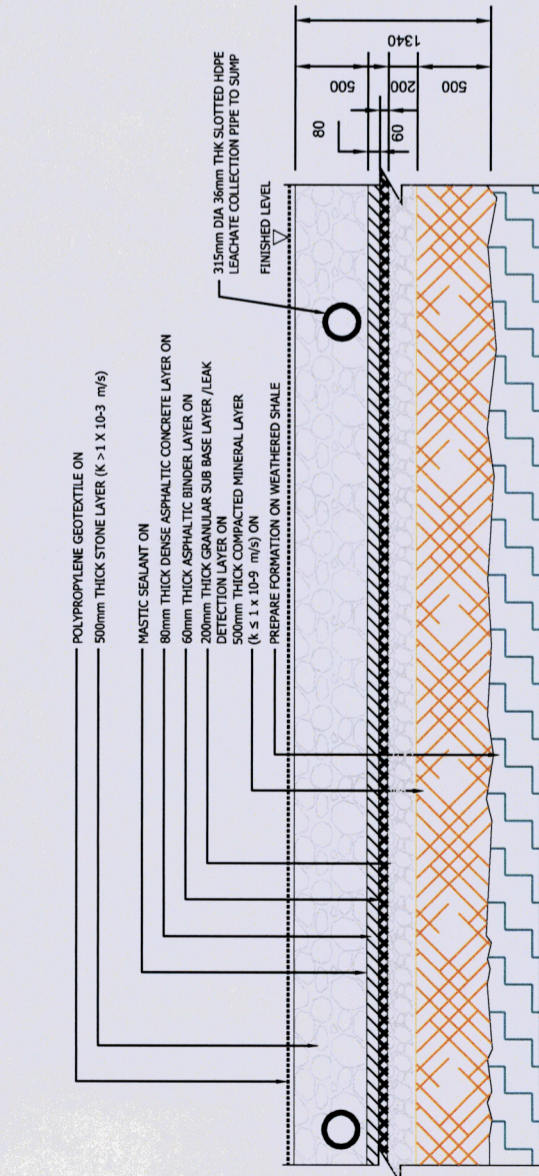 POLYPROPYLENE GEOTEXTILE ON
500mm THICK STONE LAYER (K >1 X 10-3 m/s)
MASTIC SEALANT ON
80mm THICK DENSE ASPHALTIC CONCRETE LAYER ON
60mm THICK ASPHALTIC BINDER LAYER ON
200mm THICK GRANULAR SUB BASE LAYER /LEAK
DETECTION LAYER ON
500mm THICK COMPACTED MINERAL LAYER
(k ≤ 1 x 10-9 m/s) ON
PREPARE FORMATION ON WEATHERED SHALE
315mm DIA 36mm THK SLOTTED HDPE
LEACHATE COLLECTION PIPE TO SUMP
FINISHED LEVEL
80
60
500
200
500
1340